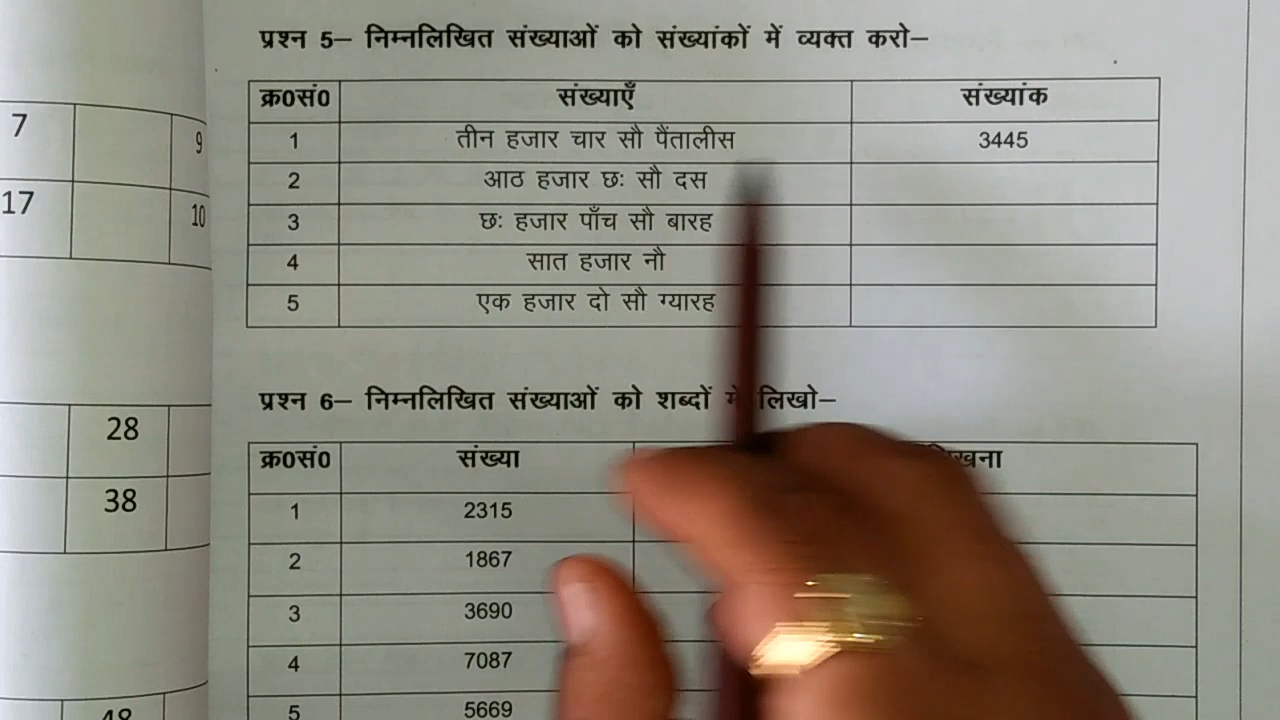 7
9
17
10
28
38
48
प्रश्न 5– निम्नलिखित संख्याओं को संख्यांकों में व्यक्त करो–
क्र0सं0 संख्याएँ संख्यांक
1 तीन हजार चार सौ पैंतालीस 3445
2 आठ हजार छः सौ दस
3 छः हजार पाँच सौ बारह
4 सात हजार नौ
5 एक हजार दो सौ ग्यारह
प्रश्न 6– निम्नलिखित संख्याओं को शब्दों में लिखो–
क्र0सं0 संख्या
1 2315
2 1867
3 3690
4 7087
5 5669